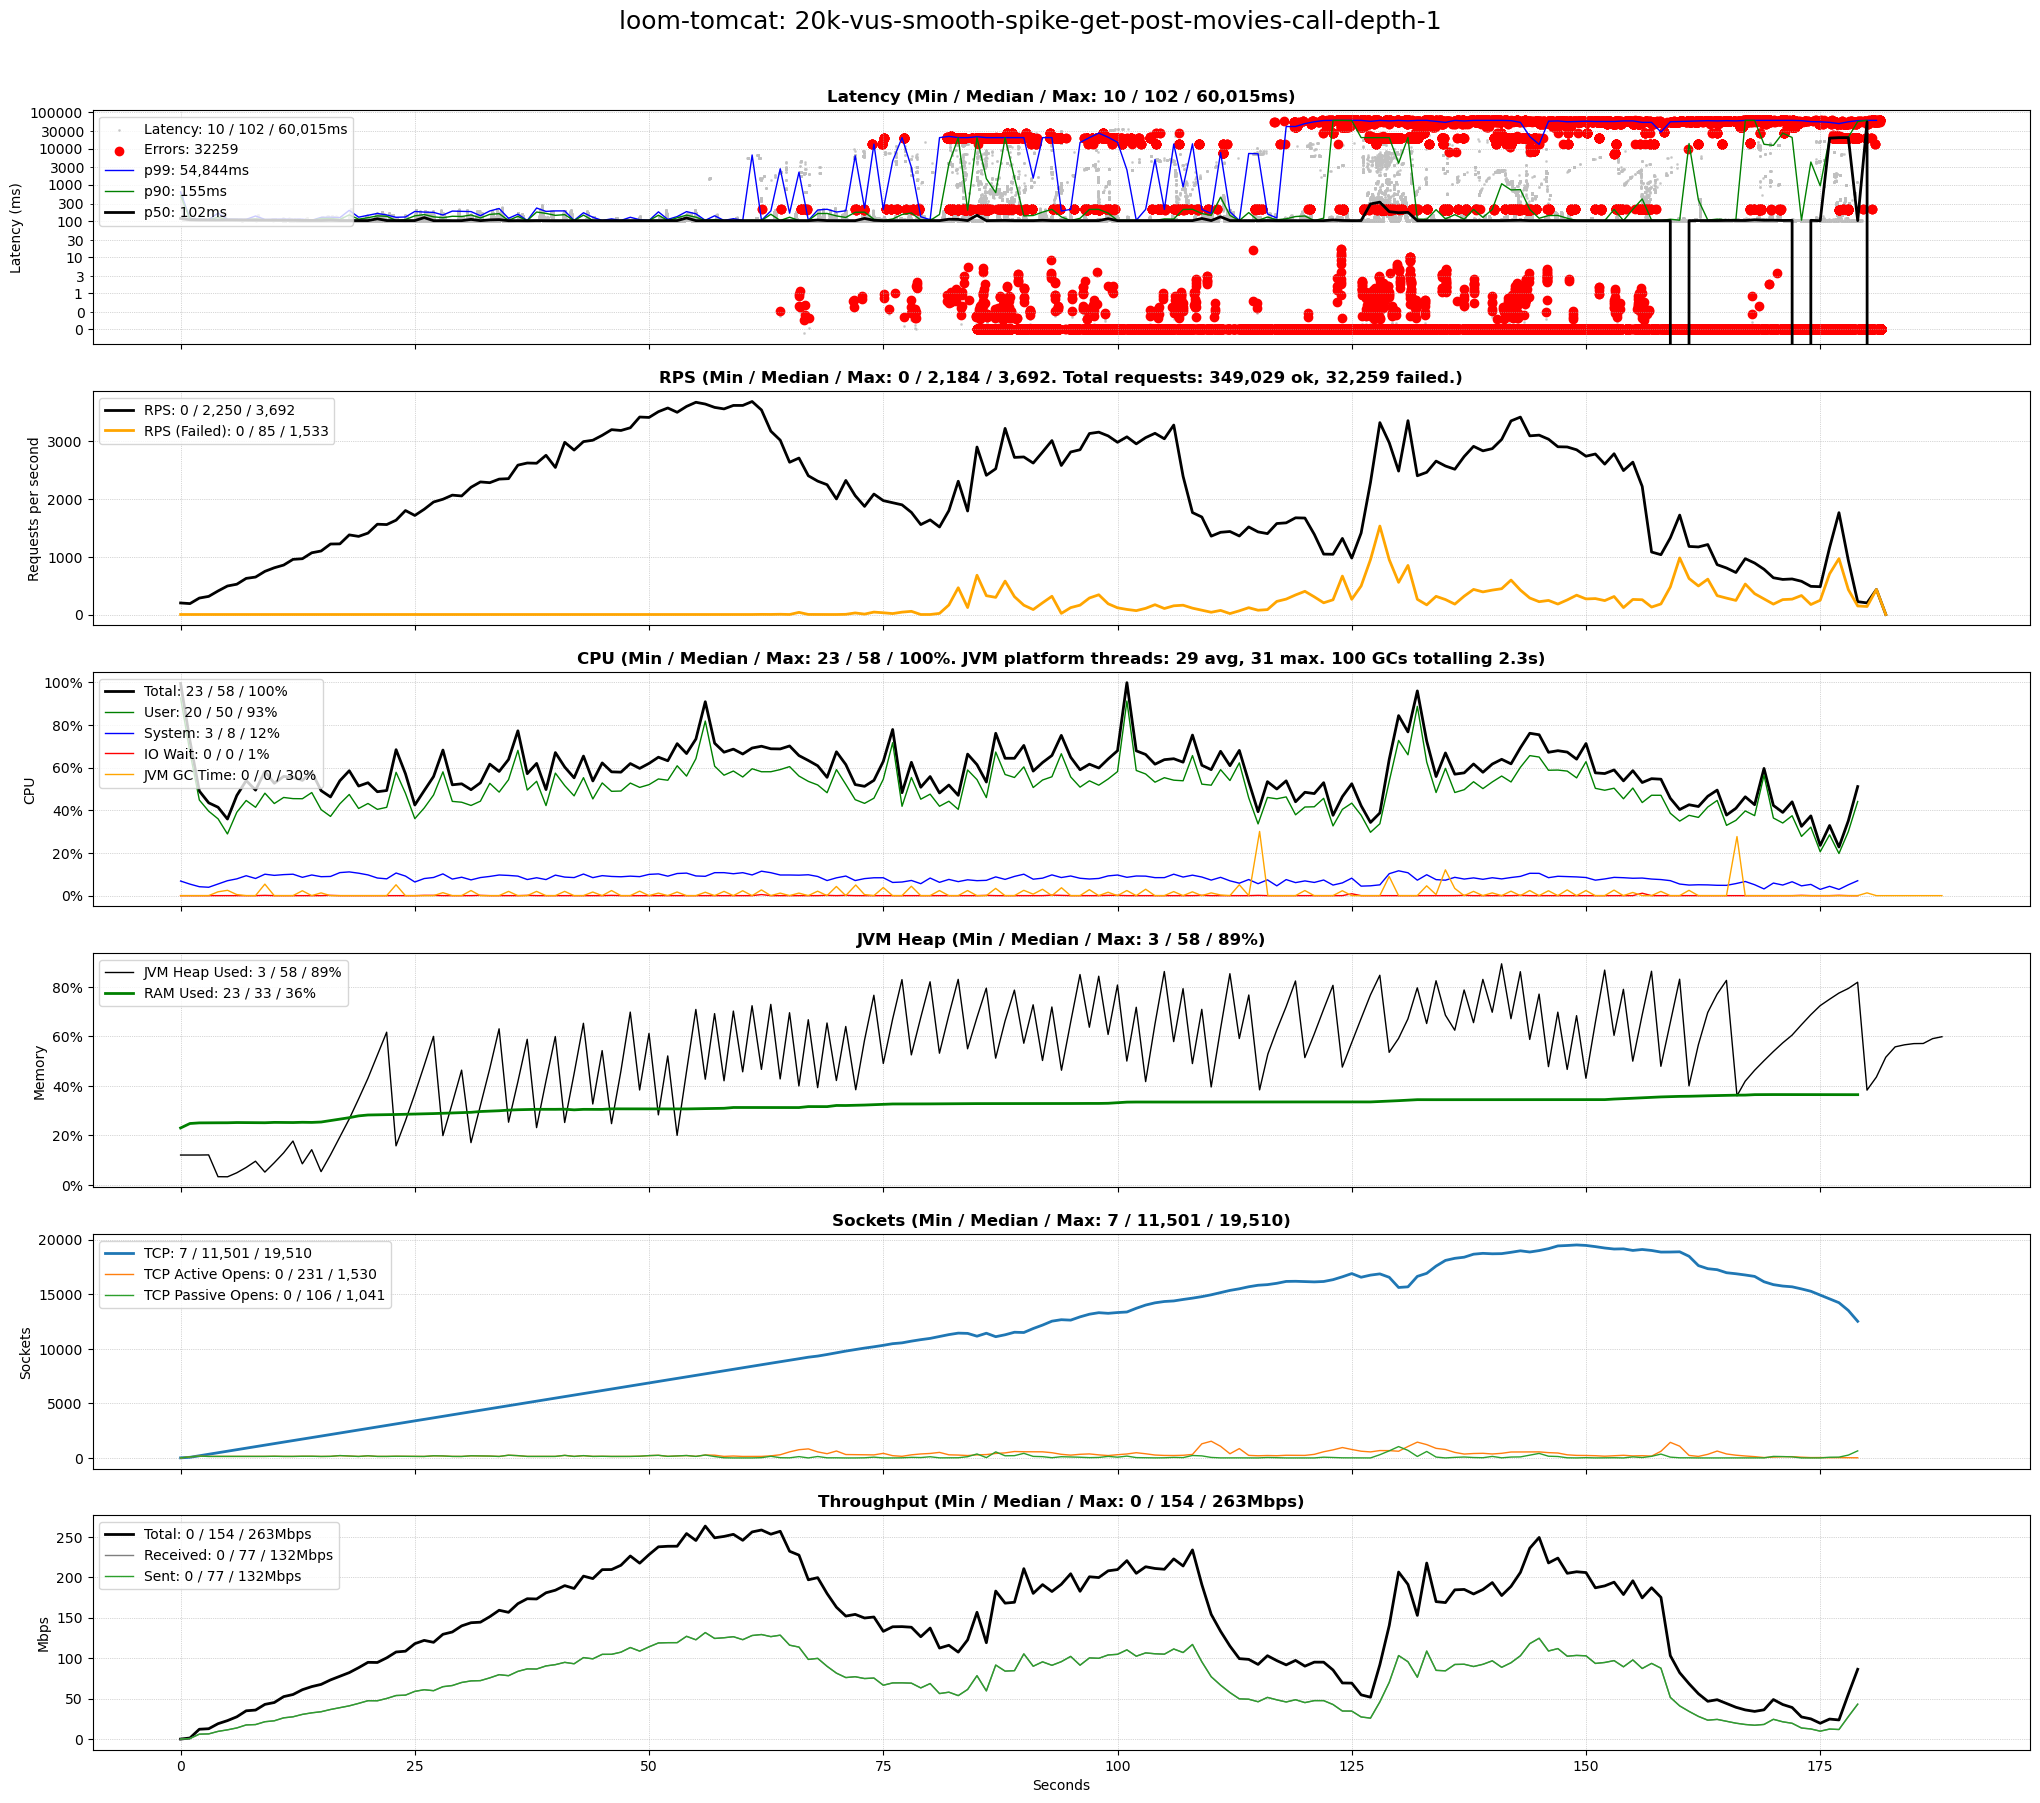 loom-tomcat: 20k-vus-smooth-spike-get-post-movies-call-depth-1
Latency (Min / Median / Max: 10 / 102 / 60,015ms)
Latency (ms)
100000
30000
10000
3000
1000
300
100
30
10
3
1
0
0
Latency: 10 / 102 / 60,015ms
Errors: 32259
p99: 54,844ms
p90: 155ms
p50: 102ms
RPS (Min / Median / Max: 0 / 2,184 / 3,692. Total requests: 349,029 ok, 32,259 failed.)
Requests per second
3000
2000
1000
0
RPS: 0 / 2,250 / 3,692
RPS (Failed): 0 / 85 / 1,533
CPU (Min / Median / Max: 23 / 58 / 100%. JVM platform threads: 29 avg, 31 max. 100 GCs totalling 2.3s)
CPU
100%
80%
60%
40%
20%
0%
Total: 23 / 58 / 100%
User: 20 / 50 / 93%
System: 3 / 8 / 12%
IO Wait: 0 / 0 / 1%
JVM GC Time: 0 / 0 / 30%
JVM Heap (Min / Median / Max: 3 / 58 / 89%)
Memory
80%
60%
40%
20%
0%
JVM Heap Used: 3 / 58 / 89%
RAM Used: 23 / 33 / 36%
Sockets (Min / Median / Max: 7 / 11,501 / 19,510)
Sockets
20000
15000
10000
5000
0
TCP: 7 / 11,501 / 19,510
TCP Active Opens: 0 / 231 / 1,530
TCP Passive Opens: 0 / 106 / 1,041
Throughput (Min / Median / Max: 0 / 154 / 263Mbps)
Mbps
250
200
150
100
50
0
Total: 0 / 154 / 263Mbps
Received: 0 / 77 / 132Mbps
Sent: 0 / 77 / 132Mbps
0 25 50 75 100 125 150 175
Seconds